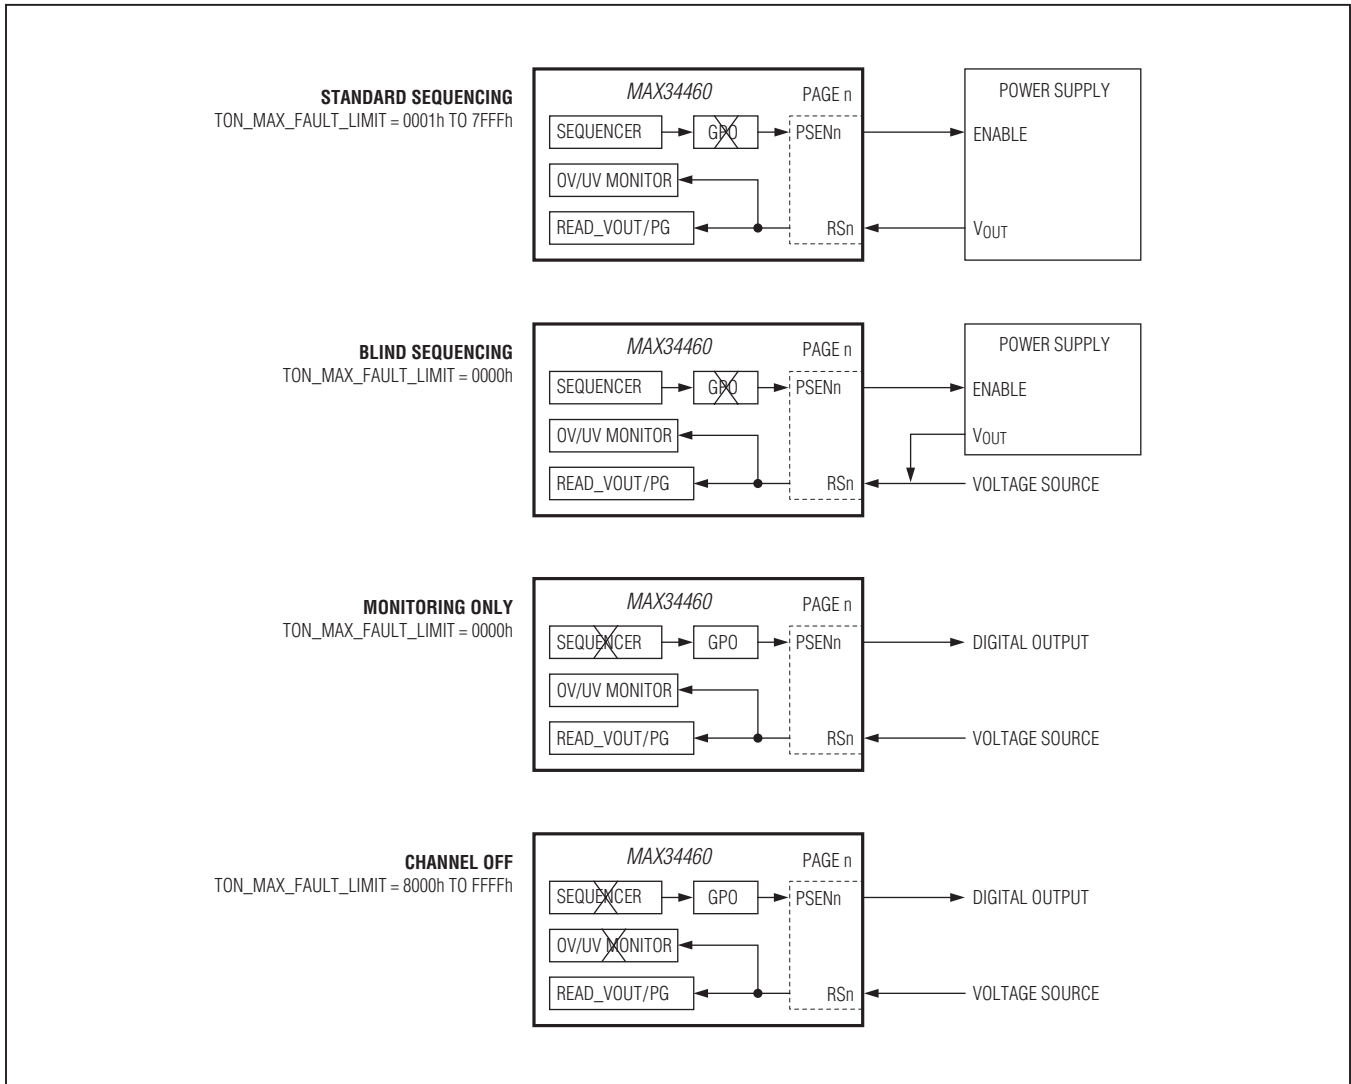 STANDARD SEQUENCING
TON_MAX_FAULT_LIMIT = 0001h TO 7FFFh
MAX34460
PAGE n
SEQUENCER
GPO
PSENn
OV/UV MONITOR
READ_VOUT/PG
RSn
POWER SUPPLY
ENABLE
VOUT
BLIND SEQUENCING
TON_MAX_FAULT_LIMIT = 0000h
MAX34460
PAGE n
SEQUENCER
GPO
PSENn
OV/UV MONITOR
READ_VOUT/PG
RSn
POWER SUPPLY
ENABLE
VOUT
VOLTAGE SOURCE
MONITORING ONLY
TON_MAX_FAULT_LIMIT = 0000h
MAX34460
PAGE n
SEQUENCER
GPO
PSENn
OV/UV MONITOR
READ_VOUT/PG
RSn
DIGITAL OUTPUT
VOLTAGE SOURCE
CHANNEL OFF
TON_MAX_FAULT_LIMIT = 8000h TO FFFFh
MAX34460
PAGE n
SEQUENCER
GPO
PSENn
OV/UV MONITOR
READ_VOUT/PG
RSn
DIGITAL OUTPUT
VOLTAGE SOURCE